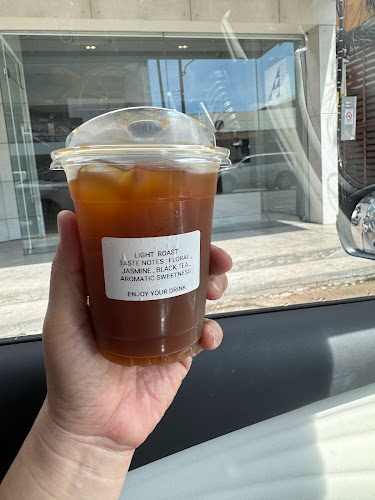 LIGHT ROAST
TASTE NOTES , FLORAL ,
JASMINE , BLACK TEA ,
AROMATIC SWEETNESS
ENJOY YOUR DRINK